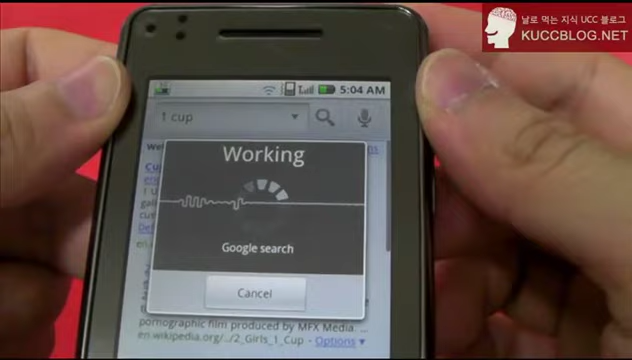 날로 먹는 지식 UCC 블로그
KUCCBLOG.NET
5:04 AM
1 cup
Working
Google search
Cancel
pornographic film produced by MFX Media. ...
en.wikipedia.org/.../2_Girls_1_Cup - Options